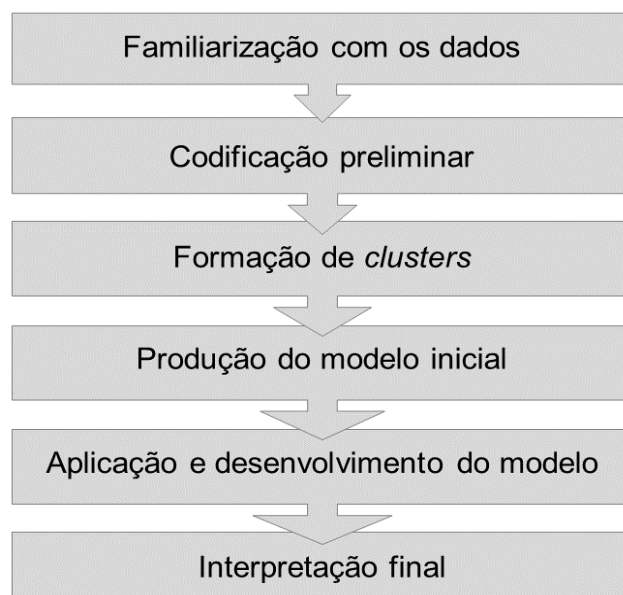 Familiarização com os dados
Codificação preliminar
Formação de clusters
Produção do modelo inicial
Aplicação e desenvolvimento do modelo
Interpretação final